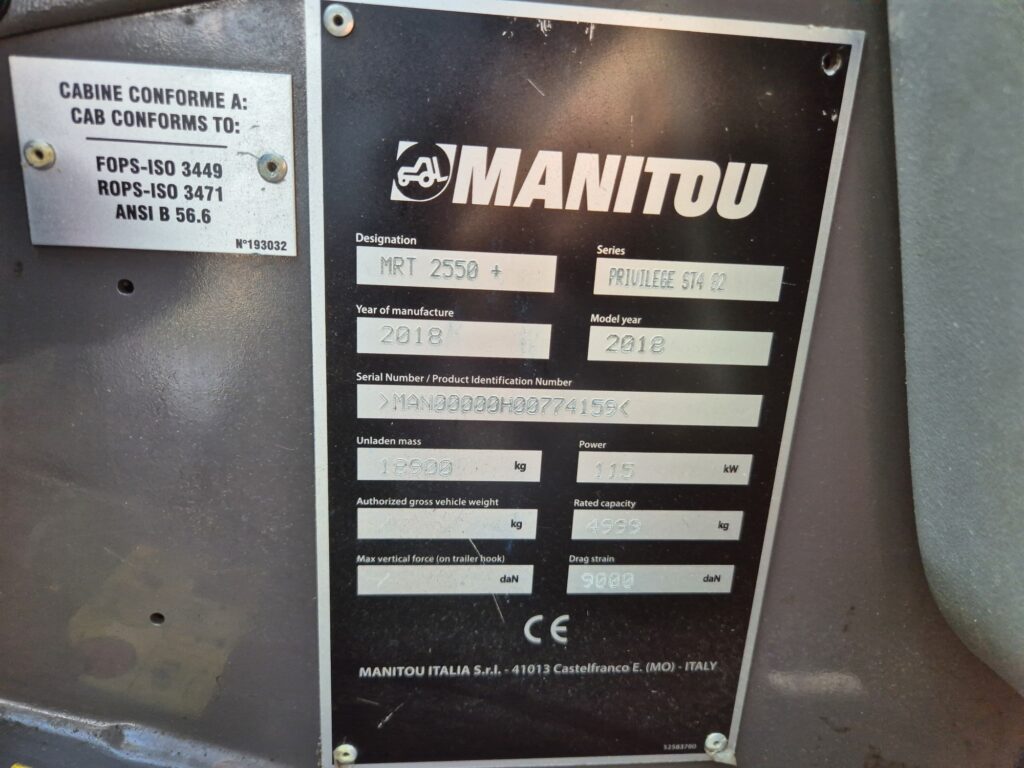 CABINE CONFORME A:
CAB CONFORMS TO:
FOPS-ISO 3449
ROPS-ISO 3471
ANSI B 56.6
N°193032
MANITOU
Designation
MRT 2550 +
Series
PRIVILEGE ST4 S2
Year of manufacture
2018
Model year
2018
Serial Number / Product Identification Number
>MAN00000H00774159<
Unladen mass
18900 kg
Power
115 kW
Authorized gross vehicle weight
/ kg
Rated capacity
4999 kg
Max vertical force (on trailer hook)
/ daN
Drag strain
9000 daN
CE
MANITOU ITALIA S.r.l. - 41013 Castelfranco E. (MO) - ITALY
52583780